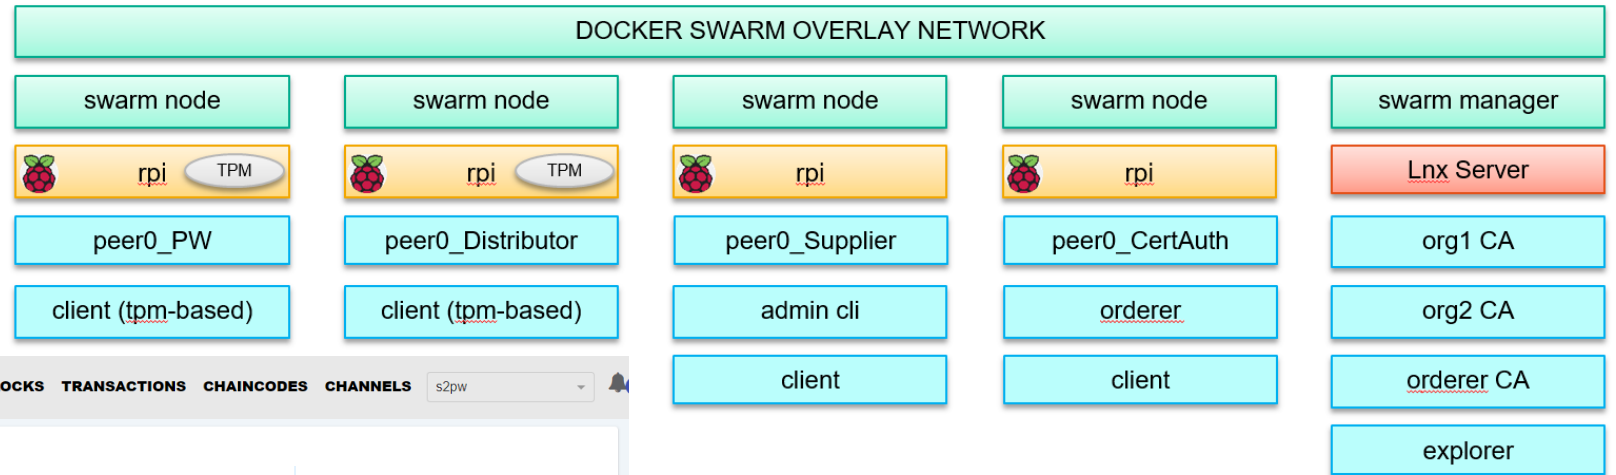 DOCKER SWARM OVERLAY NETWORK
swarm node swarm node swarm node swarm node swarm manager
rpi TPM rpi TPM rpi rpi Lnx Server
peer0_PW peer0_Distributor peer0_Supplier peer0_CertAuth org1 CA
client (tpm-based) client (tpm-based) admin cli orderer org2 CA
OCKS TRANSACTIONS CHAINCODES CHANNELS s2pw client client orderer CA
explorer